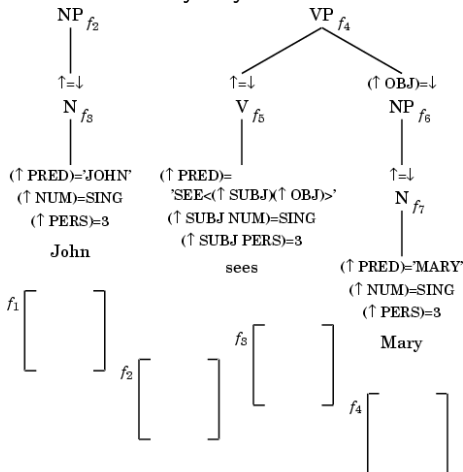 NP f2 VP f4
↑=↓ ↑=↓ (↑ OBJ)=↓
N f3 V f5 NP f6
(↑ PRED)='JOHN' (↑ PRED)= ↑=↓
(↑ NUM)=SING 'SEE<(↑ SUBJ)(↑ OBJ)>' N f7
(↑ PERS)=3 (↑ SUBJ NUM)=SING
John (↑ SUBJ PERS)=3
sees (↑ PRED)='MARY'
(↑ NUM)=SING
(↑ PERS)=3
f1 f3 Mary
f2
f4